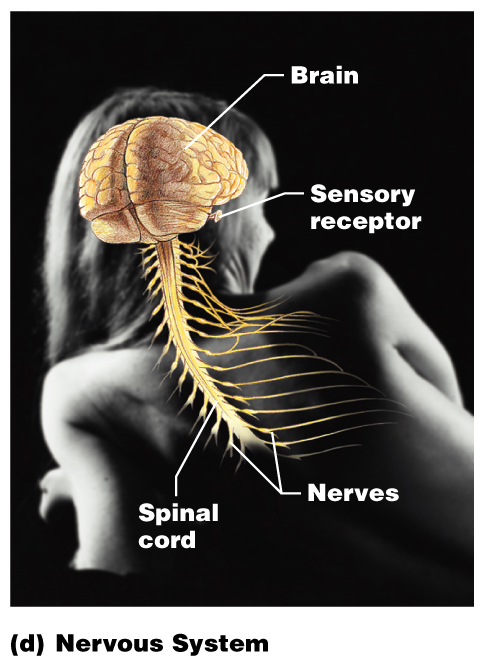 Brain
Sensory
receptor
Nerves
Spinal
cord
(d) Nervous System